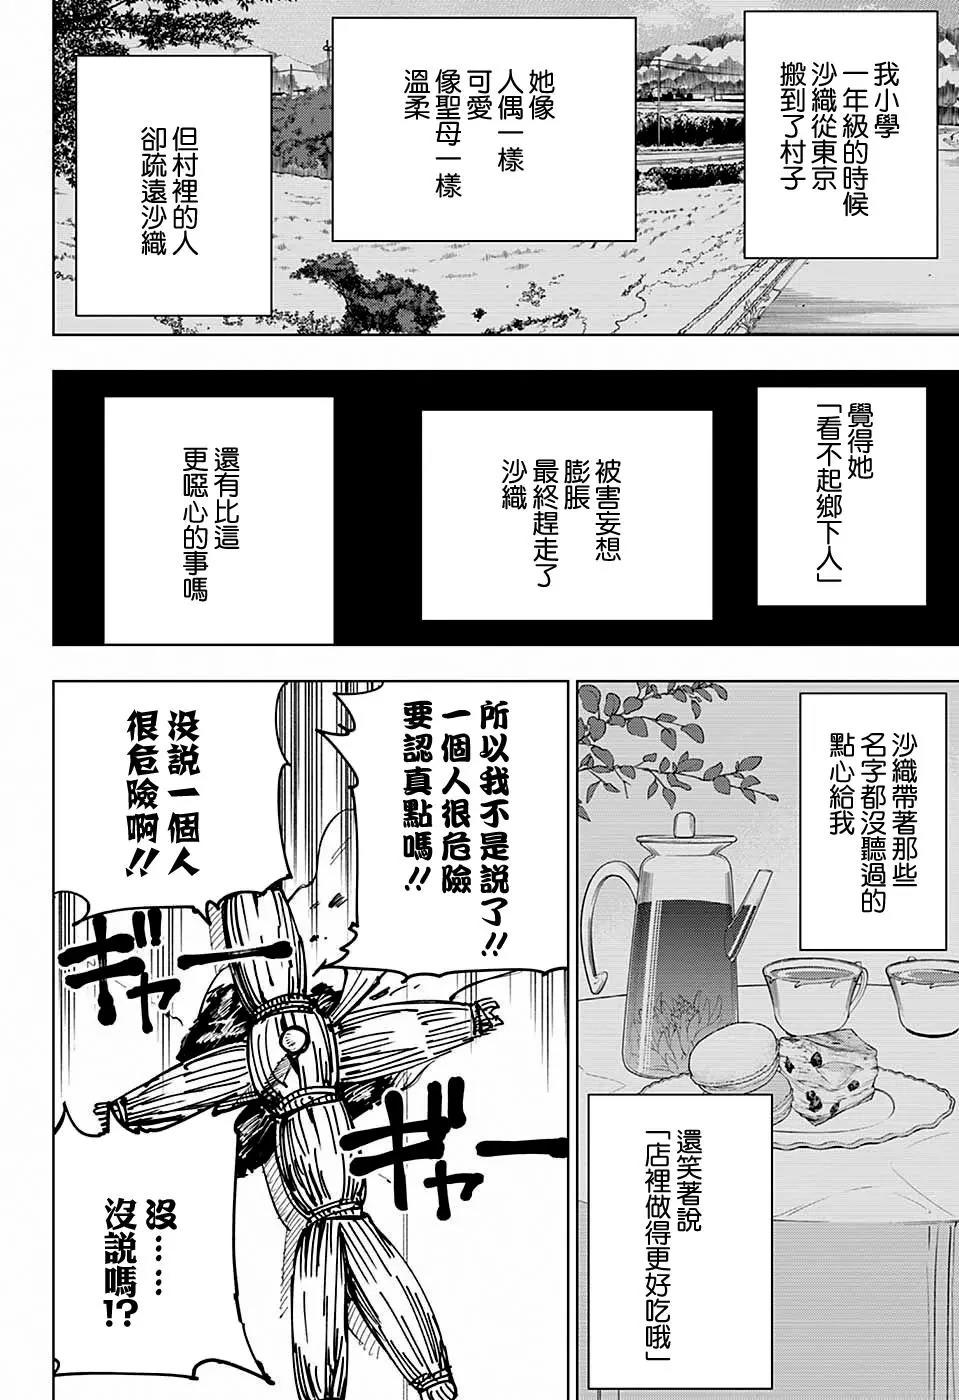 我小學
一年級的時候
沙織從東京
搬到了村子
她像
人偶一樣
可愛
像聖母一樣
溫柔
但村裡的人
卻疏遠沙織
覺得她
「看不起鄉下人」
被害妄想
膨脹
最終趕走了
沙織
還有比這
更噁心的事嗎
沙織帶著那些
名字都沒聽過的
點心給我
還笑著說
「店裡做得更好吃哦」
所以我不是說了!!
一個人很危險
要認真點嗎!!
沒說一個人
很危險啊!!
ギャー
ギャー
沒……
沒說嗎!?